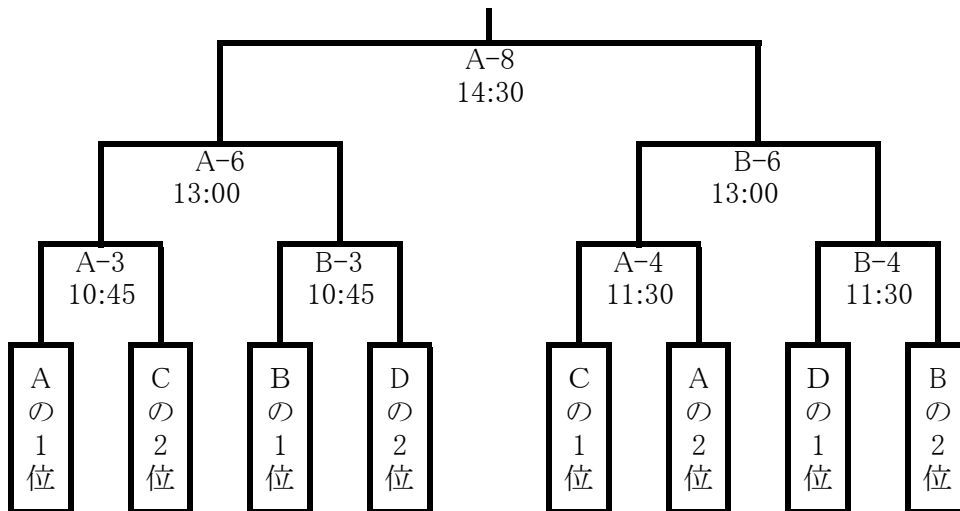 A-8
14:30
A-6
13:00
B-6
13:00
A-3
10:45
B-3
10:45
A-4
11:30
B-4
11:30
Aの1位
Cの2位
Bの1位
Dの2位
Cの1位
Aの2位
Dの1位
Bの2位